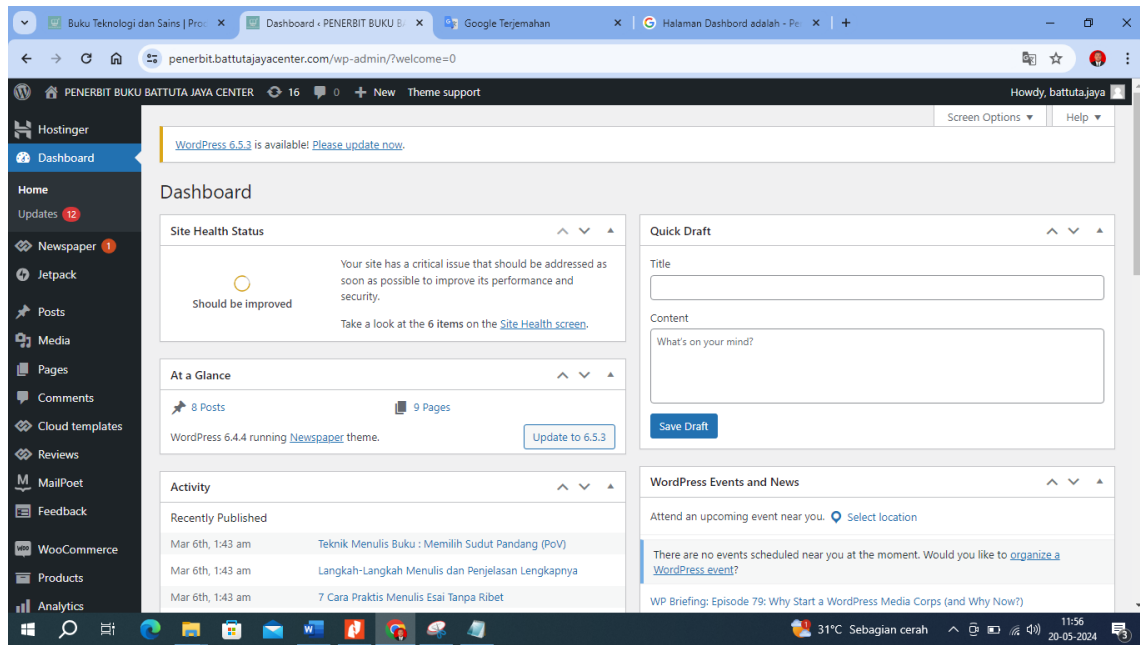 Buku Teknologi dan Sains | Pro
Dashboard ‹ PENERBIT BUKU B
Google Terjemahan
Halaman Dashbord adalah - Pe
penerbit.battutajayacenter.com/wp-admin/?welcome=0
PENERBIT BUKU BATTUTA JAYA CENTER 16 0 New Theme support Howdy, battuta.jaya
Screen Options Help
Hostinger
Dashboard
Home
Updates 12
Newspaper 1
Jetpack
Posts
Media
Pages
Comments
Cloud templates
Reviews
MailPoet
Feedback
WooCommerce
Products
Analytics
WordPress 6.5.3 is available! Please update now.
Dashboard
Site Health Status
Should be improved
Your site has a critical issue that should be addressed as
soon as possible to improve its performance and
security.
Take a look at the 6 items on the Site Health screen.
At a Glance
8 Posts 9 Pages
WordPress 6.4.4 running Newspaper theme.
Update to 6.5.3
Activity
Recently Published
Mar 6th, 1:43 am Teknik Menulis Buku : Memilih Sudut Pandang (PoV)
Mar 6th, 1:43 am Langkah-Langkah Menulis dan Penjelasan Lengkapnya
Mar 6th, 1:43 am 7 Cara Praktis Menulis Esai Tanpa Ribet
Quick Draft
Title
Content
What's on your mind?
Save Draft
WordPress Events and News
Attend an upcoming event near you. Select location
There are no events scheduled near you at the moment. Would you like to organize a
WordPress event?
WP Briefing: Episode 79: Why Start a WordPress Media Corps (and Why Now?)
31°C Sebagian cerah
11:56
20-05-2024
3